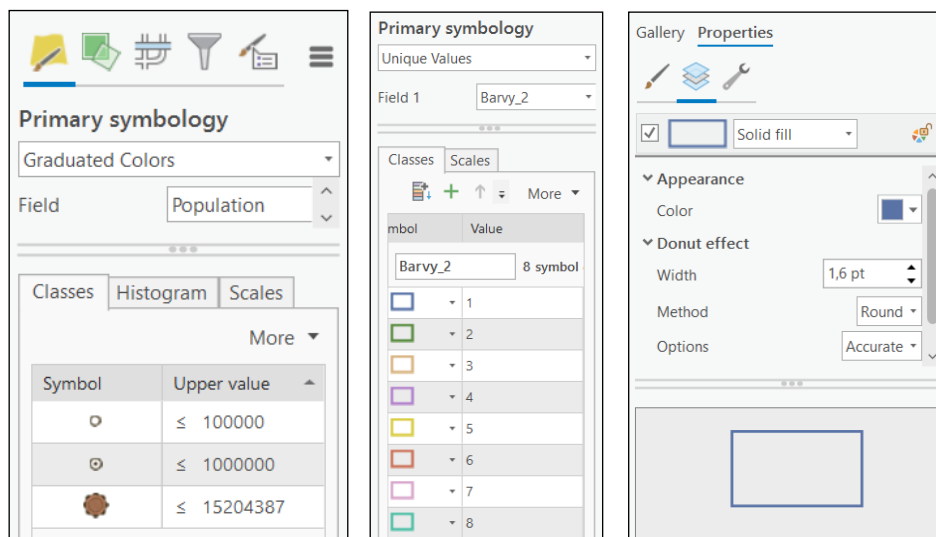 Primary symbology
Graduated Colors
Field Population
Classes Histogram Scales
More
Symbol Upper value
≤ 100000
≤ 1000000
≤ 15204387
Primary symbology
Unique Values
Field 1 Barvy_2
Classes Scales
More
mbol Value
Barvy_2 8 symbol
1
2
3
4
5
6
7
8
Gallery Properties
Solid fill
Appearance
Color
Donut effect
Width 1,6 pt
Method Round
Options Accurate